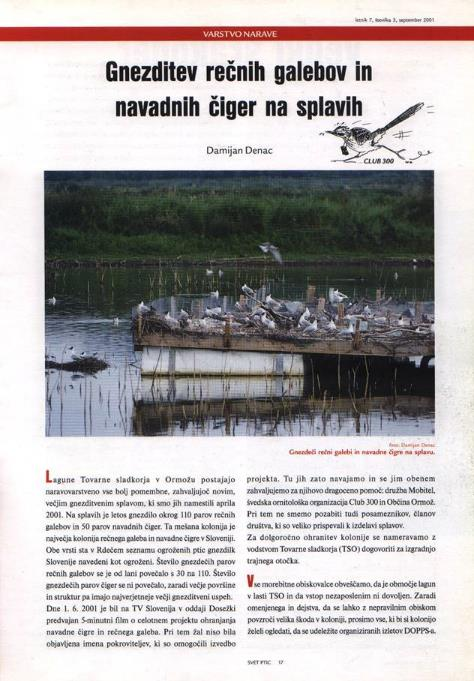 letnik 7, številka 3, september 2001
VARSTVO NARAVE
Gnezditev rečnih galebov in
navadnih čiger na splavih
Damijan Denac
CLUB 300
Foto: Damijan Denac
Gnezdeči rečni galebi in navadne čigre na splavu.
Lagune Tovarne sladkorja v Ormožu postajajo
naravovarstveno vse bolj pomembne, zahvaljujoč novim,
večjim gnezditvenim splavom, ki smo jih namestili aprila
2001. Na splavih je letos gnezdilo okrog 110 parov rečnih
galebov in 50 parov navadnih čiger. Ta mešana kolonija je
največja kolonija rečnega galeba in navadne čigre v Sloveniji.
Obe vrsti sta v Rdečem seznamu ogroženih ptic gnezdilk
Slovenije navedeni kot ogroženi. Število gnezdečih parov
rečnih galebov se je od lani povečalo s 30 na 110. Število
gnezdečih parov čiger se ni povečalo, zaradi večje površine
in struktur pa imajo najverjetneje večji gnezditveni uspeh.
Dne 1. 6. 2001 je bil na TV Slovenija v oddaji Dosežki
predvajan 5-minutni film o celotnem projektu ohranjanja
navadne čigre in rečnega galeba. Pri tem žal niso bila
objavljena imena pokroviteljev, ki so omogočili izvedbo
projekta. Tu jih zato navajamo in se jim obenem
zahvaljujemo za njihovo dragoceno pomoč: družba Mobitel,
švedska ornitološka organizacija Club 300 in Občina Ormož.
Pri tem ne smemo pozabiti tudi posameznikov, članov
društva, ki so veliko prispevali k izdelavi splavov.
Za dolgoročno ohranitev kolonije se nameravamo z
vodstvom Tovarne sladkorja (TSO) dogovoriti za izgradnjo
trajnega otočka.
Vse morebitne obiskovalce obveščamo, da je območje lagun
v lasti TSO in da vstop nezaposlenim ni dovoljen. Zaradi
omenjenega in dejstva, da se lahko z nepravilnim obiskom
povzroči velika škoda v koloniji, prosimo vse, ki bi si kolonijo
želeli ogledati, da se udeležite organiziranih izletov DOPPS-a.
SVET PTIC 17